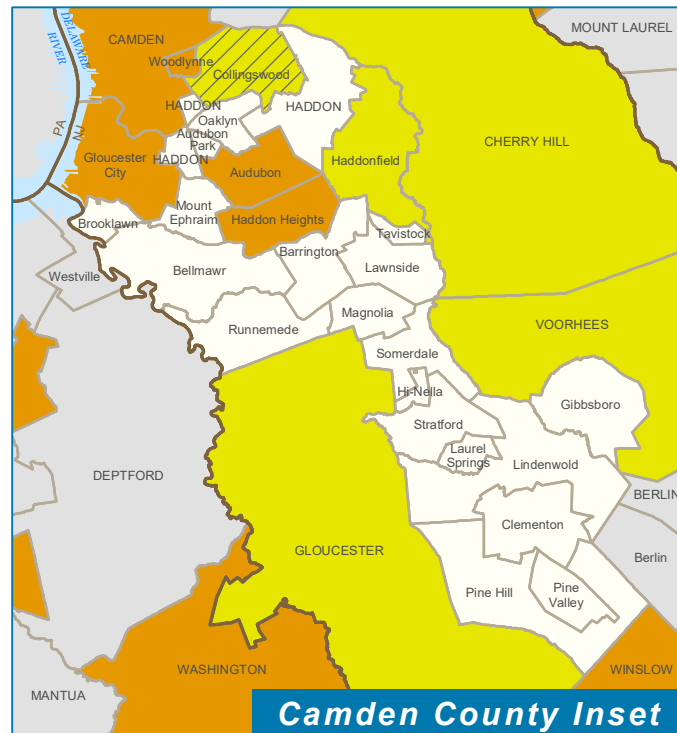 MOUNT LAUREL
DELAWARE
RIVER
CAMDEN
Woodlynne
Collingswood
HADDON
HADDON
Oaklyn
PA
NJ
Audubon
Park
CHERRY HILL
Gloucester
City
HADDON
Haddonfield
Audubon
Mount
Ephraim
Haddon Heights
Brooklawn
Tavistock
Barrington
Westville
Bellmawr
Lawnside
Magnolia
Runnemede
VOORHEES
Somerdale
Hi-Nella
Gibbsboro
Stratford
Laurel
Springs
Lindenwold
DEPTFORD
BERLIN
Clementon
GLOUCESTER
Berlin
Pine Hill
Pine
Valley
WASHINGTON
WINSLOW
MANTUA
Camden County Inset